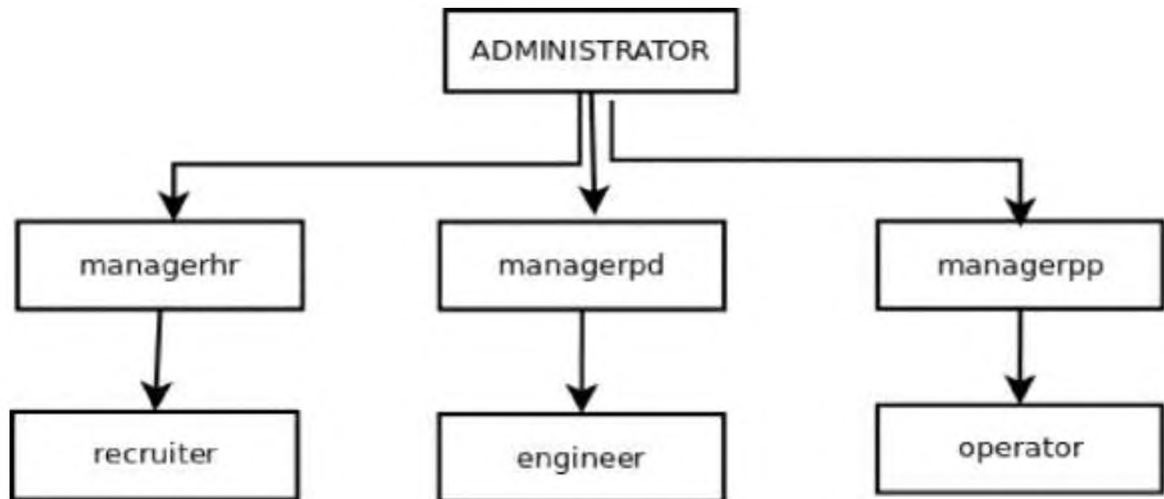 ADMINISTRATOR
managerhr
managerpd
managerpp
recruiter
engineer
operator